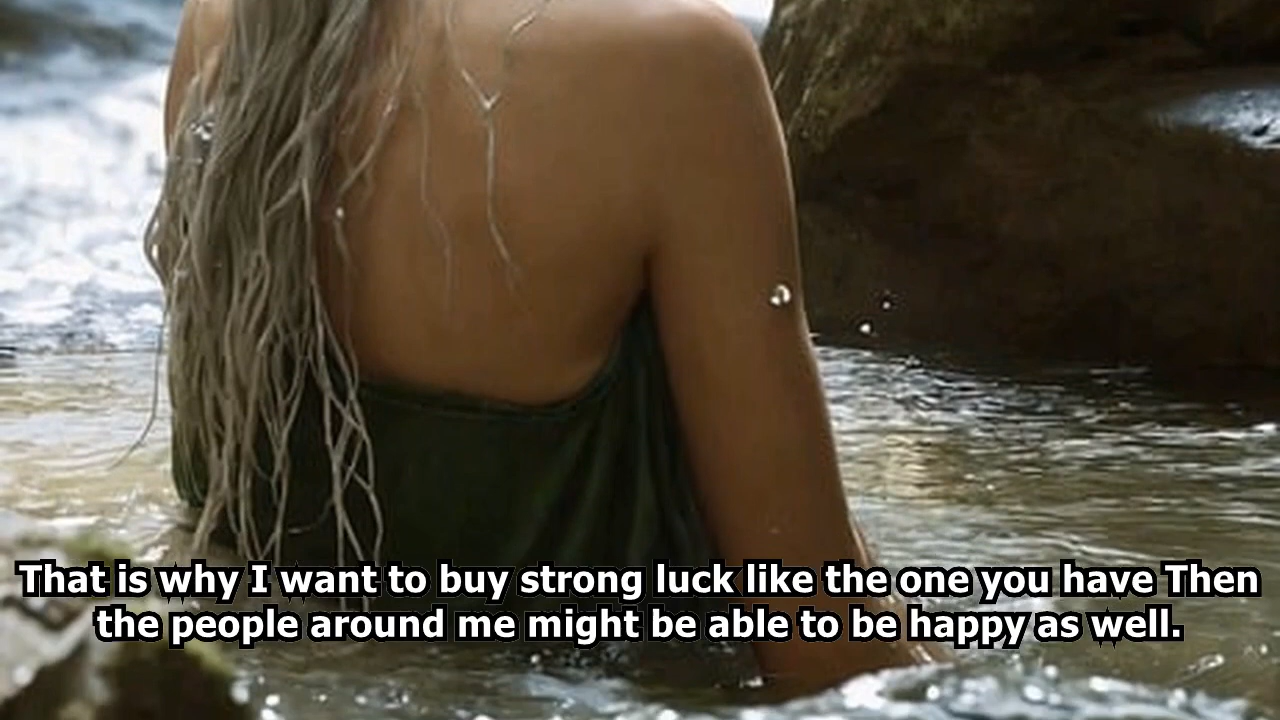 That is why I want to buy strong luck like the one you have Then
the people around me might be able to be happy as well.